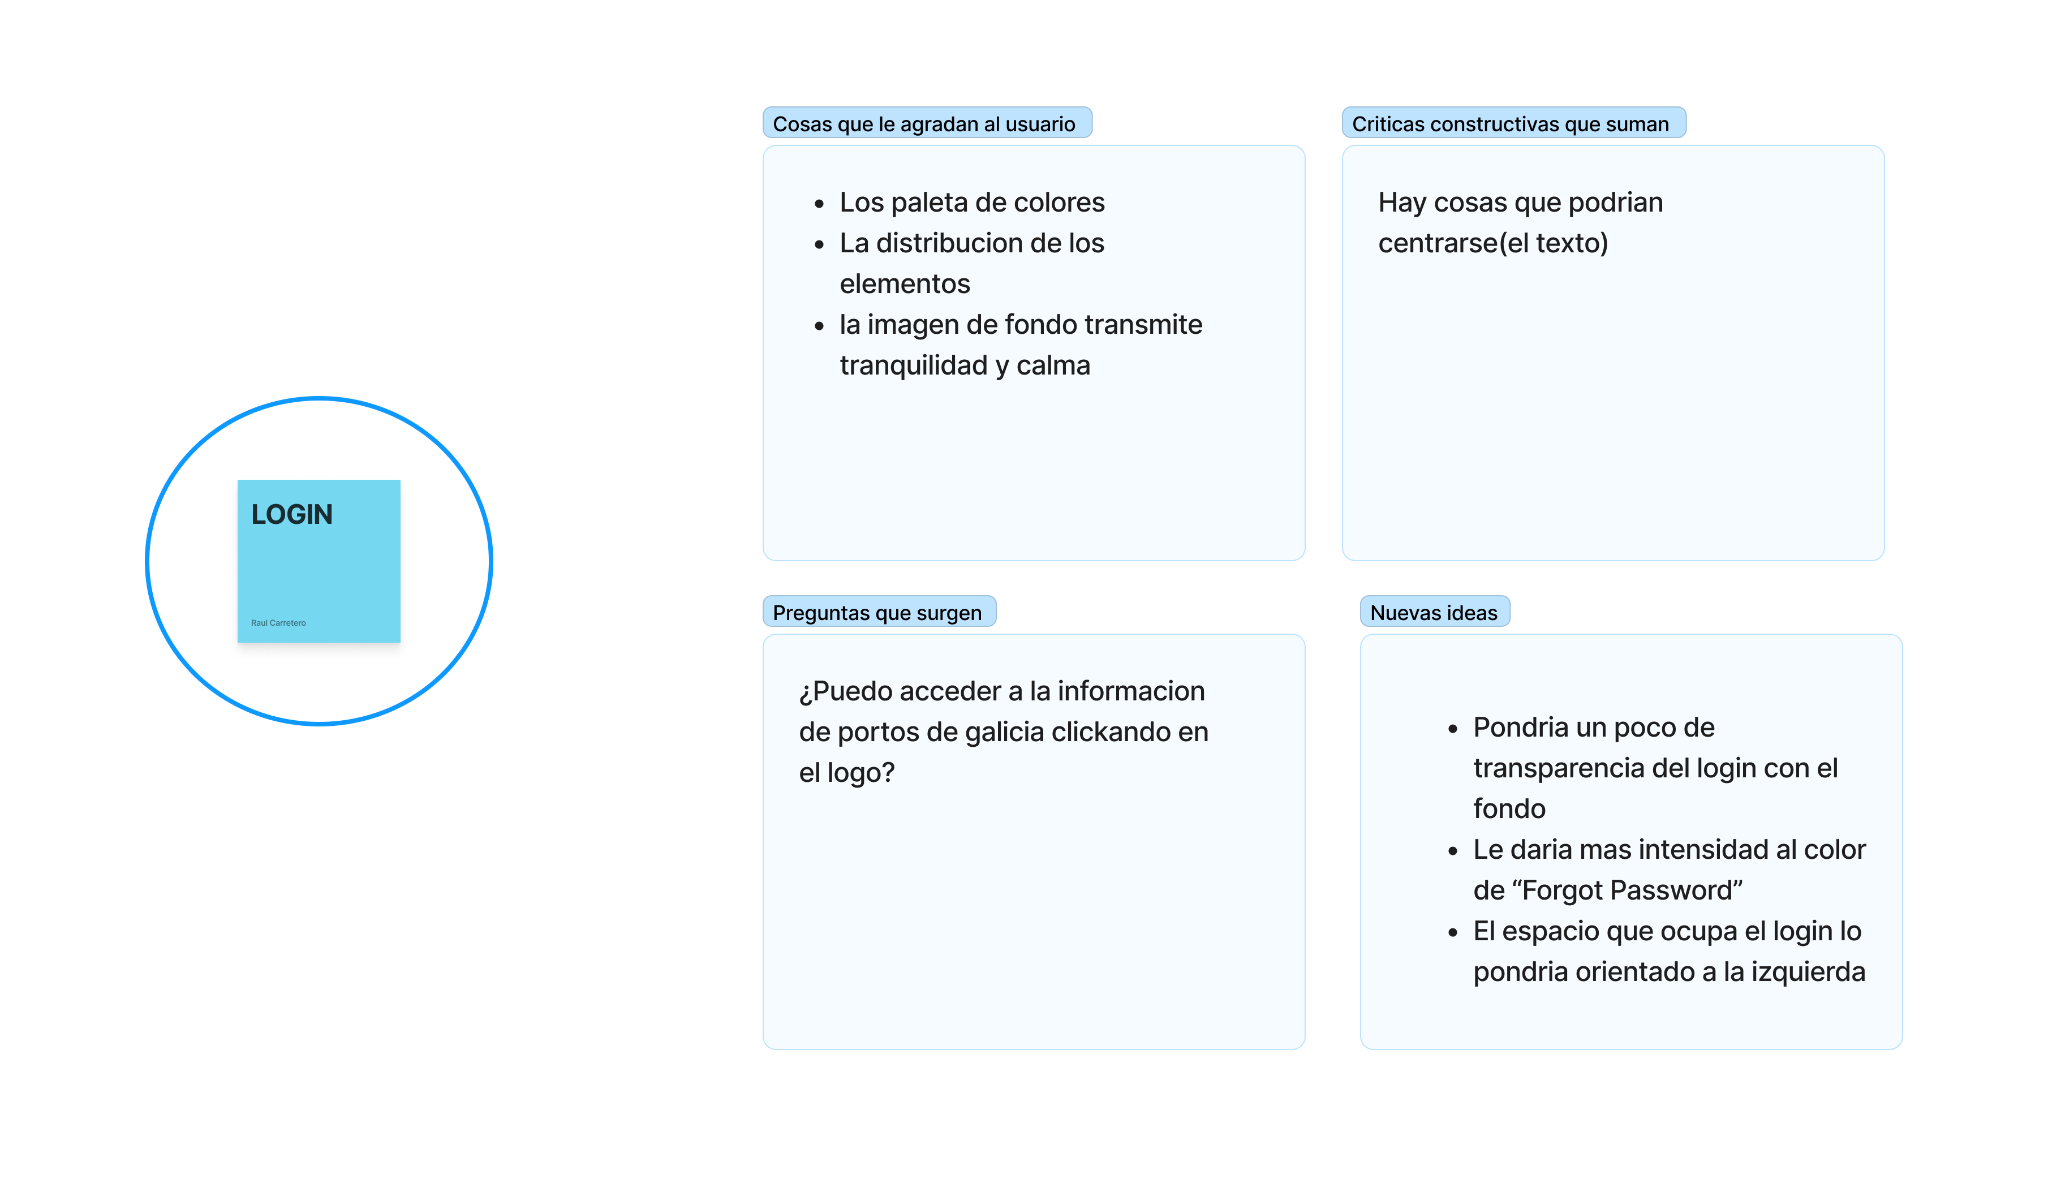 LOGIN
Raul Carretero
Cosas que le agradan al usuario
• Los paleta de colores
• La distribucion de los
elementos
• la imagen de fondo transmite
tranquilidad y calma
Criticas constructivas que suman
Hay cosas que podrian
centrarse(el texto)
Preguntas que surgen
¿Puedo acceder a la informacion
de portos de galicia clickando en
el logo?
Nuevas ideas
• Pondria un poco de
transparencia del login con el
fondo
• Le daria mas intensidad al color
de “Forgot Password”
• El espacio que ocupa el login lo
pondria orientado a la izquierda